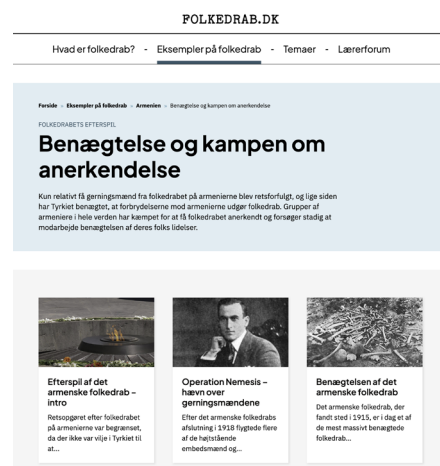 FOLKEDRAB.DK
Hvad er folkedrab? - Eksempler på folkedrab - Temaer - Lærerforum
Forside » Eksempler på folkedrab » Armenien » Benægtelse og kampen om anerkendelse
FOLKEDRABETS EFTERSPIL
Benægtelse og kampen om
anerkendelse
Kun relativt få gerningsmænd fra folkedrabet på armenierne blev retsforfulgt, og lige siden
har Tyrkiet benægtet, at forbrydelserne mod armenierne udgør folkedrab. Grupper af
armeniere i hele verden har kæmpet for at få folkedrabet anerkendt og forsøger stadig at
modarbejde benægtelsen af deres folks lidelser.
Efterspil af det
armenske folkedrab –
intro
Retsopgøret efter folkedrabet
på armenierne var begrænset,
da der ikke var vilje i Tyrkiet til
at...
Operation Nemesis –
hævn over
gerningsmændene
Efter det armenske folkedrabs
afslutning i 1918 flygtede flere
af de højtstående
embedsmænd og...
Benægtelsen af det
armenske folkedrab
Det armenske folkedrab, der
fandt sted i 1915, er i dag et af
de mest massivt benægtede
folkedrab...